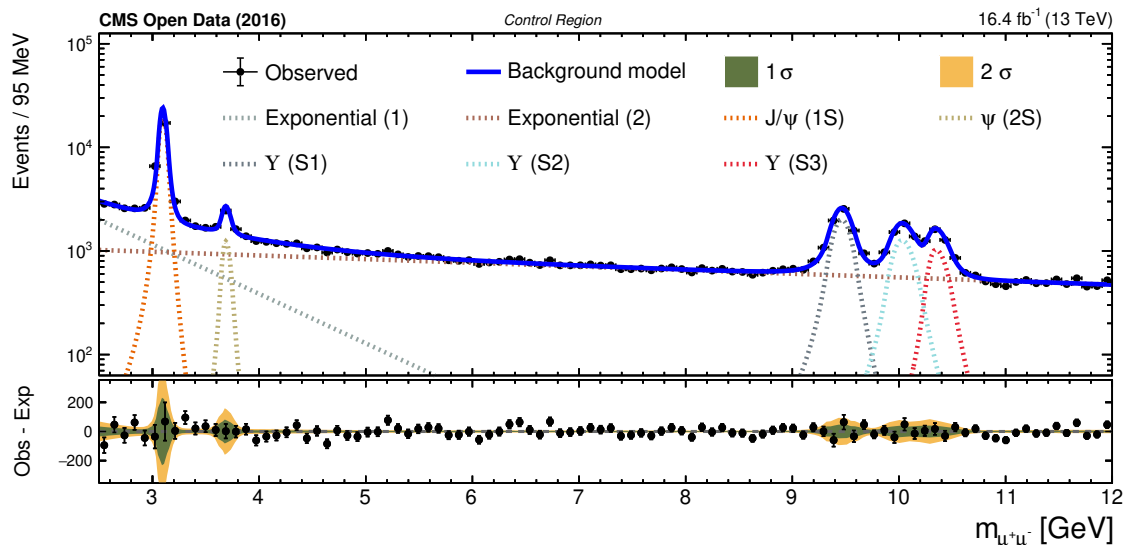 CMS Open Data (2016) Control Region 16.4 fb⁻¹ (13 TeV)
Events / 95 MeV
10⁵
10⁴
10³
10²
Observed Background model 1 σ 2 σ
Exponential (1) Exponential (2) J/ψ (1S) ψ (2S)
Υ (S1) Υ (S2) Υ (S3)
Obs - Exp
200
0
−200
3 4 5 6 7 8 9 10 11 12
m_μ⁺μ⁻ [GeV]